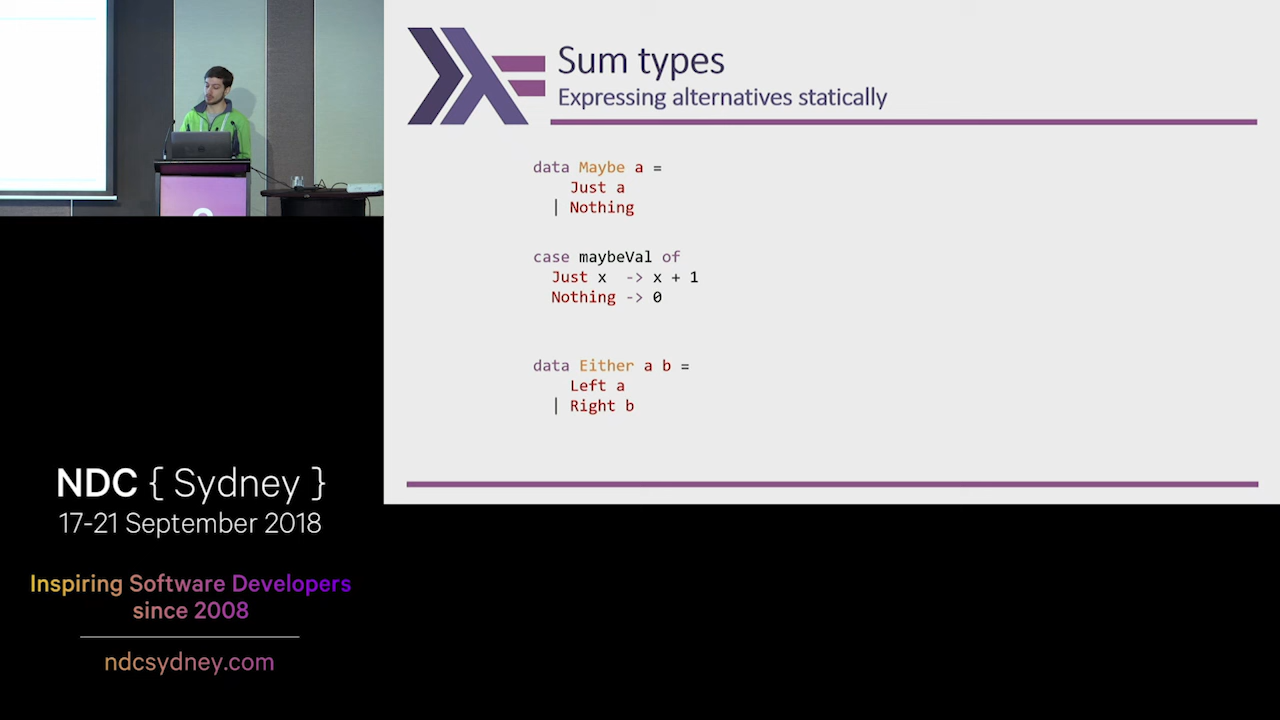 Sum types
Expressing alternatives statically
data Maybe a =
Just a
| Nothing
case maybeVal of
Just x -> x + 1
Nothing -> 0
data Either a b =
Left a
| Right b
NDC { Sydney }
17-21 September 2018
Inspiring Software Developers
since 2008
ndcsydney.com